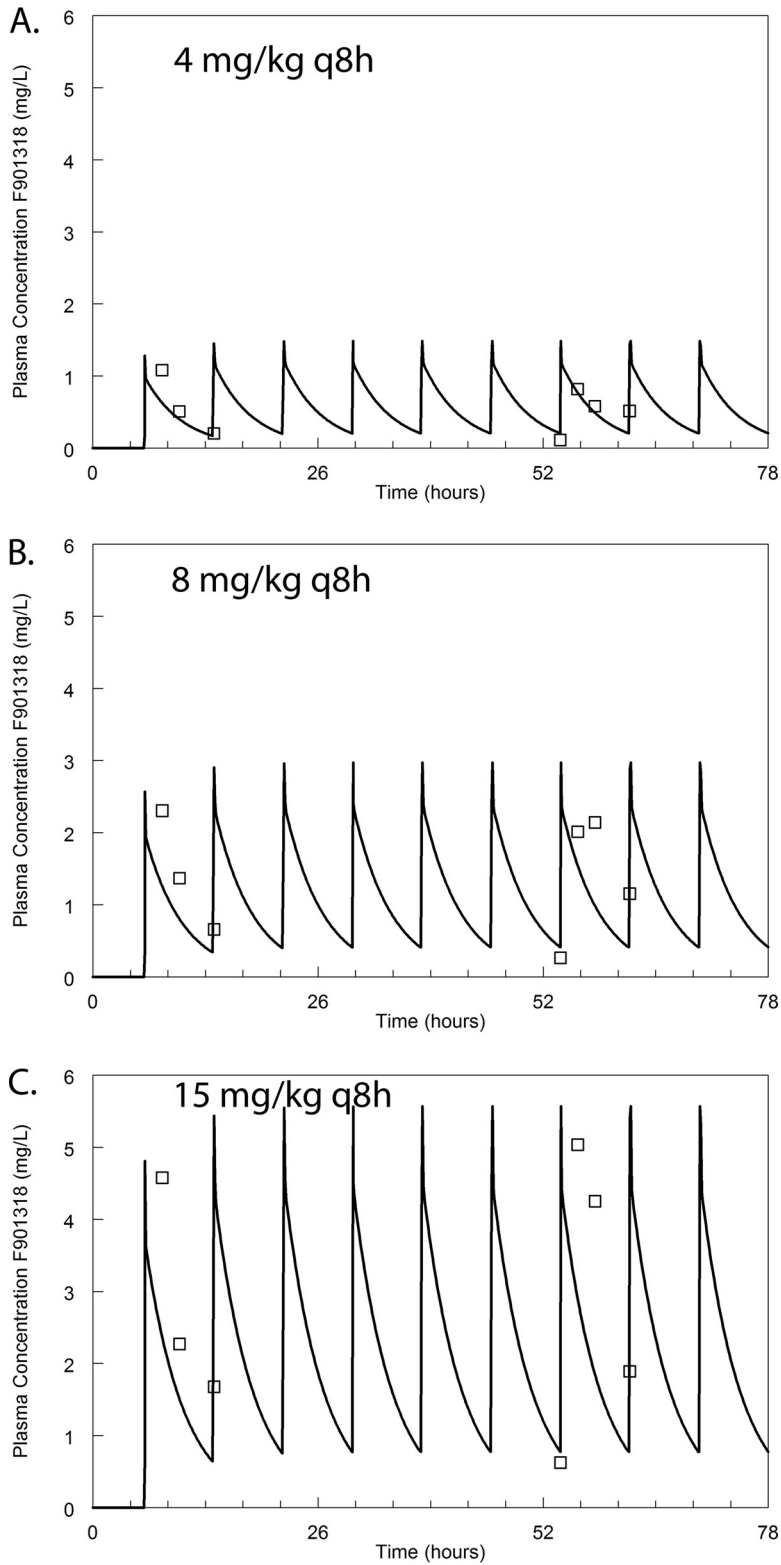 A.
4 mg/kg q8h
Plasma Concentration F901318 (mg/L)
6
5
4
3
2
1
0
0 26 52 78
Time (hours)
B.
8 mg/kg q8h
Plasma Concentration F901318 (mg/L)
6
5
4
3
2
1
0
0 26 52 78
Time (hours)
C.
15 mg/kg q8h
Plasma Concentration F901318 (mg/L)
6
5
4
3
2
1
0
0 26 52 78
Time (hours)